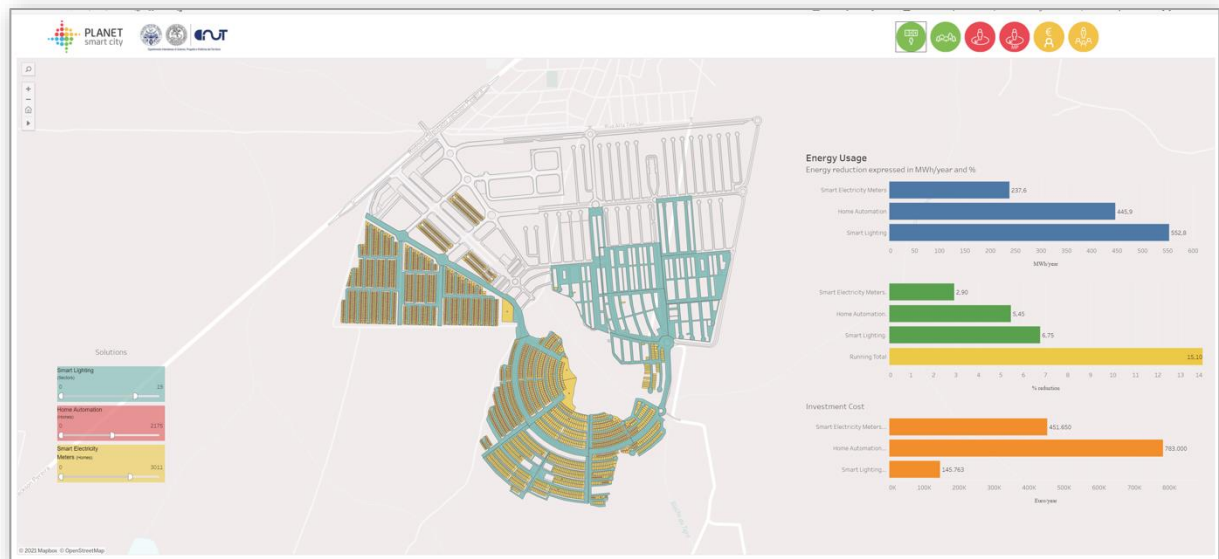 PLANET
smart city
Energy Usage
Energy reduction expressed in MWh/year and %
Smart Electricity Meters 237,6
Home Automation 445,9
Smart Lighting 552,8
0 50 100 150 200 250 300 350 400 450 500 550 600
MWh/year
Smart Electricity Meters 2,90
Home Automation 5,45
Smart Lighting 6,75
Running Total 15,10
0 1 2 3 4 5 6 7 8 9 10 11 12 13 14
% reduction
Investment Cost
Smart Electricity Meters... 451.650
Home Automation... 783.000
Smart Lighting... 145.763
0K 100K 200K 300K 400K 500K 600K 700K 800K
Euro/year
Solutions
Smart Lighting
0 19
Home Automation
(Homes)
0 2175
Smart Electricity
Meters (Homes)
0 3011
© 2023 Mapbox © OpenStreetMap